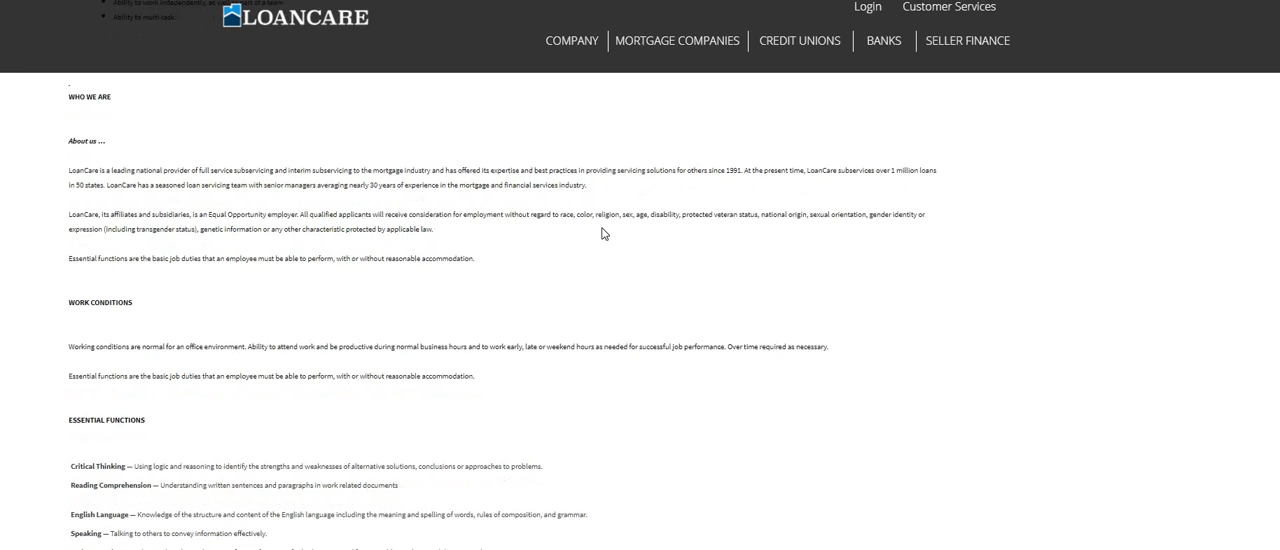 Ability to work independently, as well as part of a team.
Ability to multi-task.
LOANCARE
Login Customer Services
COMPANY MORTGAGE COMPANIES CREDIT UNIONS BANKS SELLER FINANCE
WHO WE ARE
About us ...
LoanCare is a leading national provider of full service subservicing and interim subservicing to the mortgage industry and has offered its expertise and best practices in providing servicing solutions for others since 1991. At the present time, LoanCare subservices over 1 million loans
in 50 states. LoanCare has a seasoned loan servicing team with senior managers averaging nearly 30 years of experience in the mortgage and financial services industry.
LoanCare, its affiliates and subsidiaries, is an Equal Opportunity employer. All qualified applicants will receive consideration for employment without regard to race, color, religion, sex, age, disability, protected veteran status, national origin, sexual orientation, gender identity or
expression (including transgender status), genetic information or any other characteristic protected by applicable law.
Essential functions are the basic job duties that an employee must be able to perform, with or without reasonable accommodation.
WORK CONDITIONS
Working conditions are normal for an office environment. Ability to attend work and be productive during normal business hours and to work early, late or weekend hours as needed for successful job performance. Over time required as necessary.
Essential functions are the basic job duties that an employee must be able to perform, with or without reasonable accommodation.
ESSENTIAL FUNCTIONS
Critical Thinking — Using logic and reasoning to identify the strengths and weaknesses of alternative solutions, conclusions or approaches to problems.
Reading Comprehension — Understanding written sentences and paragraphs in work related documents
English Language — Knowledge of the structure and content of the English language including the meaning and spelling of words, rules of composition, and grammar.
Speaking — Talking to others to convey information effectively.